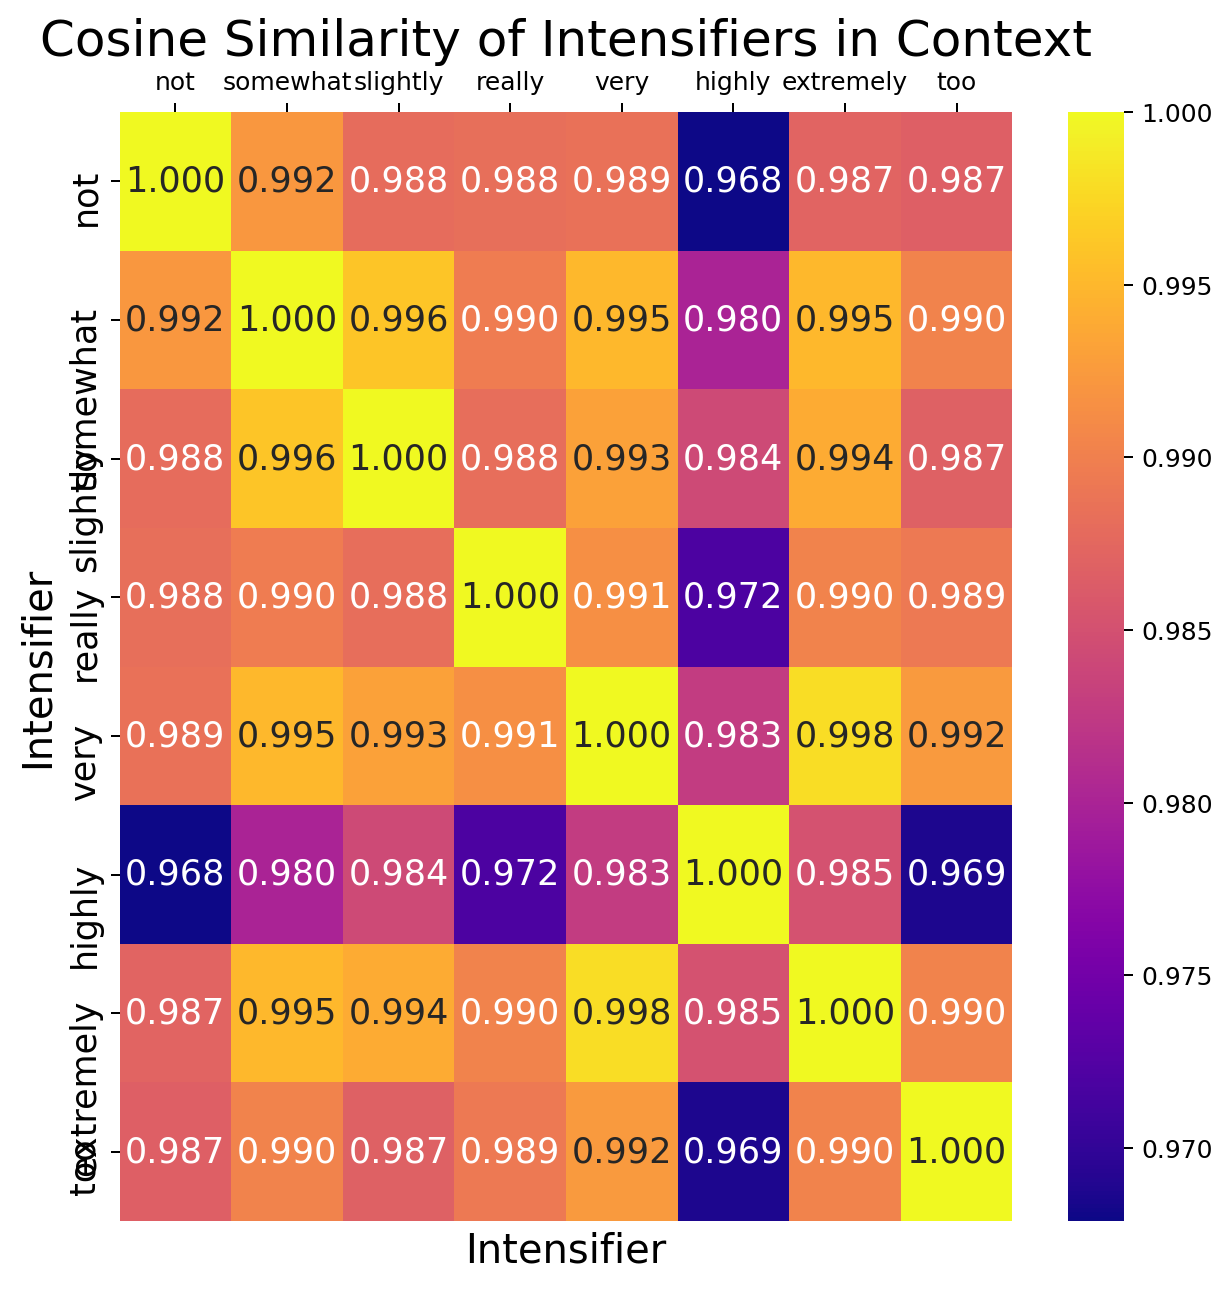 Cosine Similarity of Intensifiers in Context
not somewhat slightly really very highly extremely too
not 1.000 0.992 0.988 0.988 0.989 0.968 0.987 0.987
somewhat 0.992 1.000 0.996 0.990 0.995 0.980 0.995 0.990
slightly 0.988 0.996 1.000 0.988 0.993 0.984 0.994 0.987
really 0.988 0.990 0.988 1.000 0.991 0.972 0.990 0.989
very 0.989 0.995 0.993 0.991 1.000 0.983 0.998 0.992
highly 0.968 0.980 0.984 0.972 0.983 1.000 0.985 0.969
extremely 0.987 0.995 0.994 0.990 0.998 0.985 1.000 0.990
too 0.987 0.990 0.987 0.989 0.992 0.969 0.990 1.000
Intensifier
Intensifier
1.000
0.995
0.990
0.985
0.980
0.975
0.970